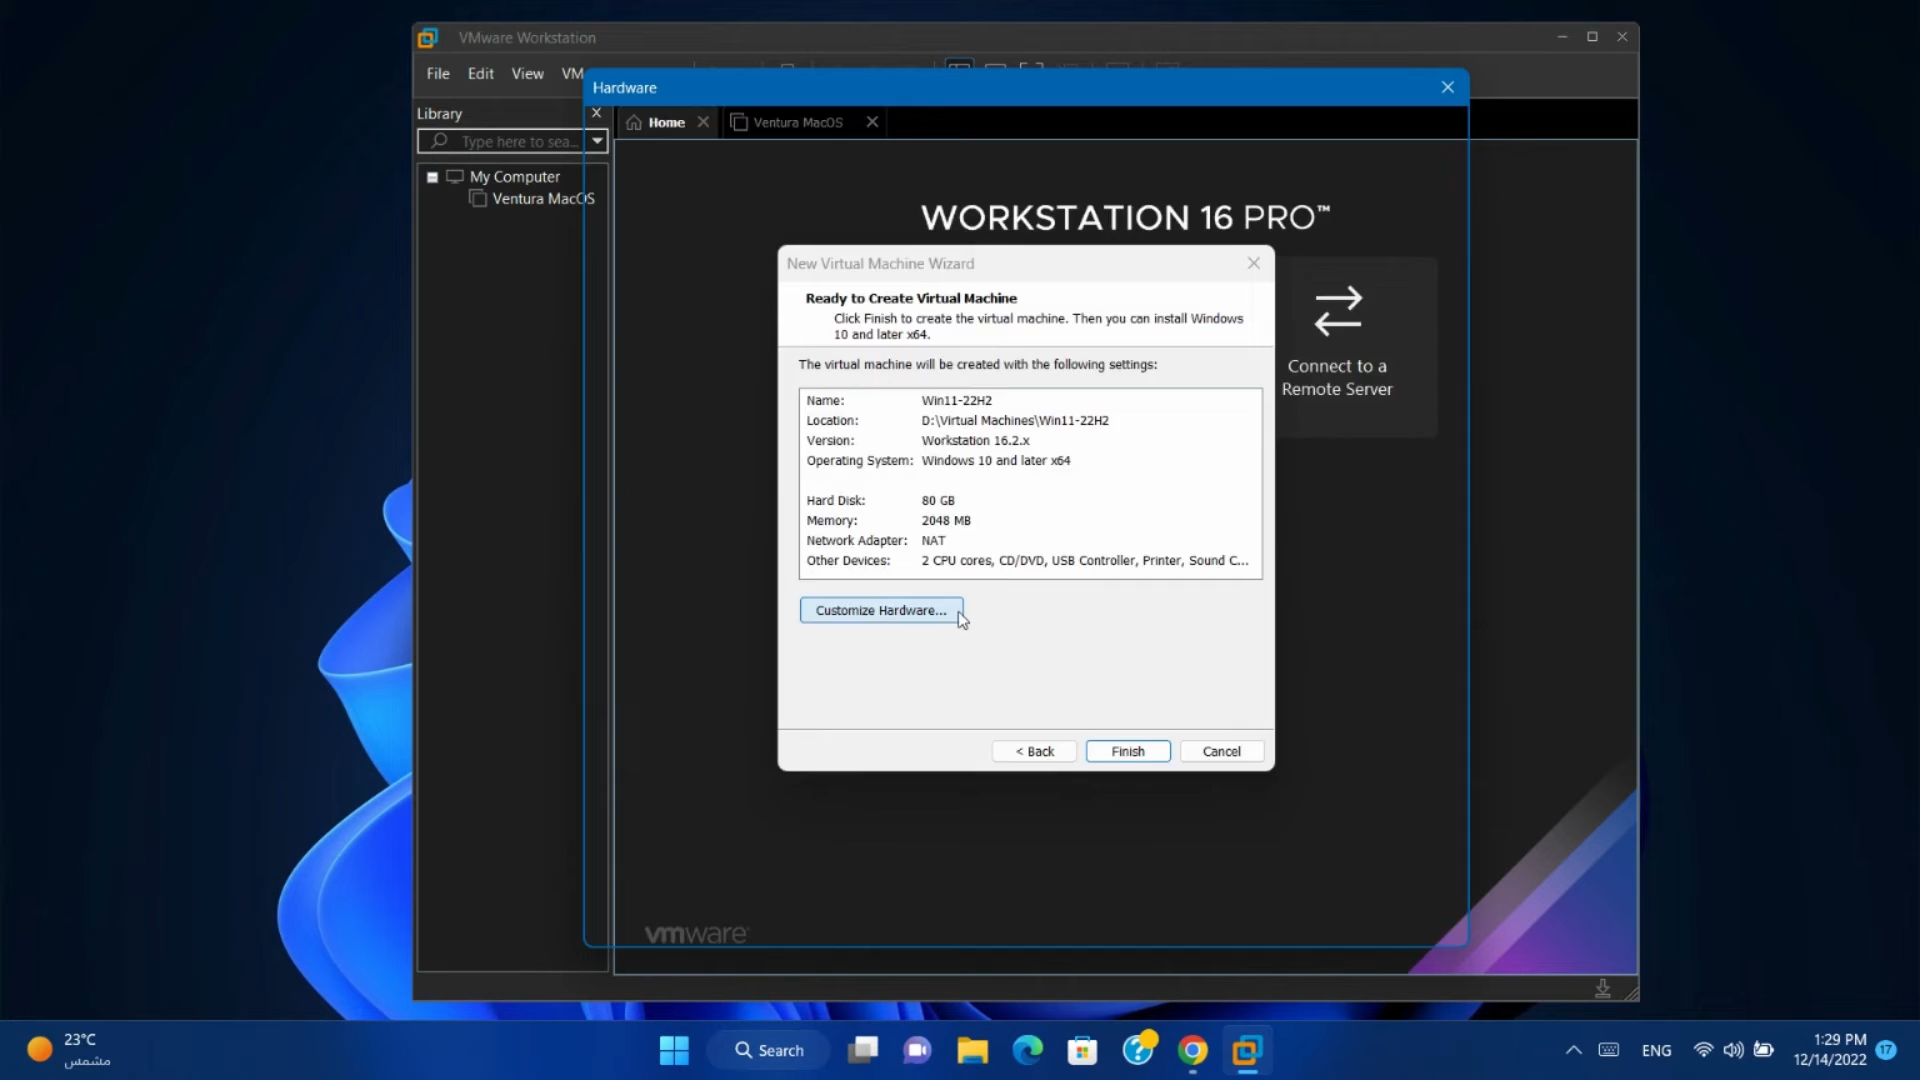 VMware Workstation
File Edit View VM
Hardware
Library
Type here to sea...
My Computer
Ventura MacOS
Home
Ventura MacOS
WORKSTATION 16 PRO™
Connect to a
Remote Server
New Virtual Machine Wizard
Ready to Create Virtual Machine
Click Finish to create the virtual machine. Then you can install Windows
10 and later x64.
The virtual machine will be created with the following settings:
Name: Win11-22H2
Location: D:\Virtual Machines\Win11-22H2
Version: Workstation 16.2.x
Operating System: Windows 10 and later x64
Hard Disk: 80 GB
Memory: 2048 MB
Network Adapter: NAT
Other Devices: 2 CPU cores, CD/DVD, USB Controller, Printer, Sound C...
Customize Hardware...
< Back Finish Cancel
vmware
23°C
مشمس
Search
ENG
1:29 PM
12/14/2022
17